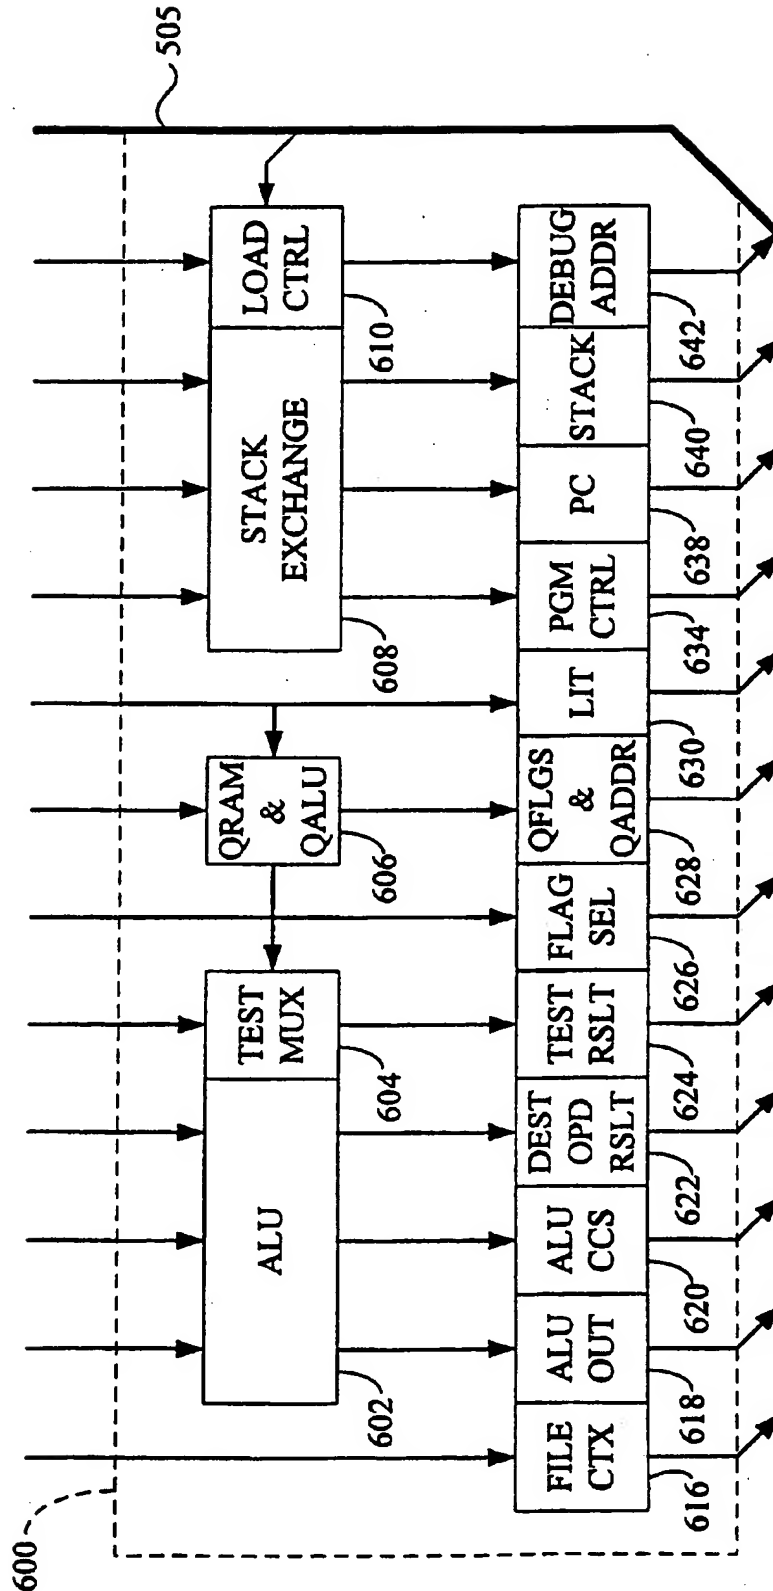 600
505
ALU
602
TEST
MUX
604
QRAM
&
QALU
606
STACK
EXCHANGE
608
LOAD
CTRL
610
FILE
CTX
616
ALU
OUT
618
ALU
CCS
620
DEST
OPD
RSLT
622
TEST
RSLT
624
FLAG
SEL
626
QFLGS
&
QADDR
628
LIT
630
PGM
CTRL
634
PC
638
STACK
640
DEBUG
ADDR
642